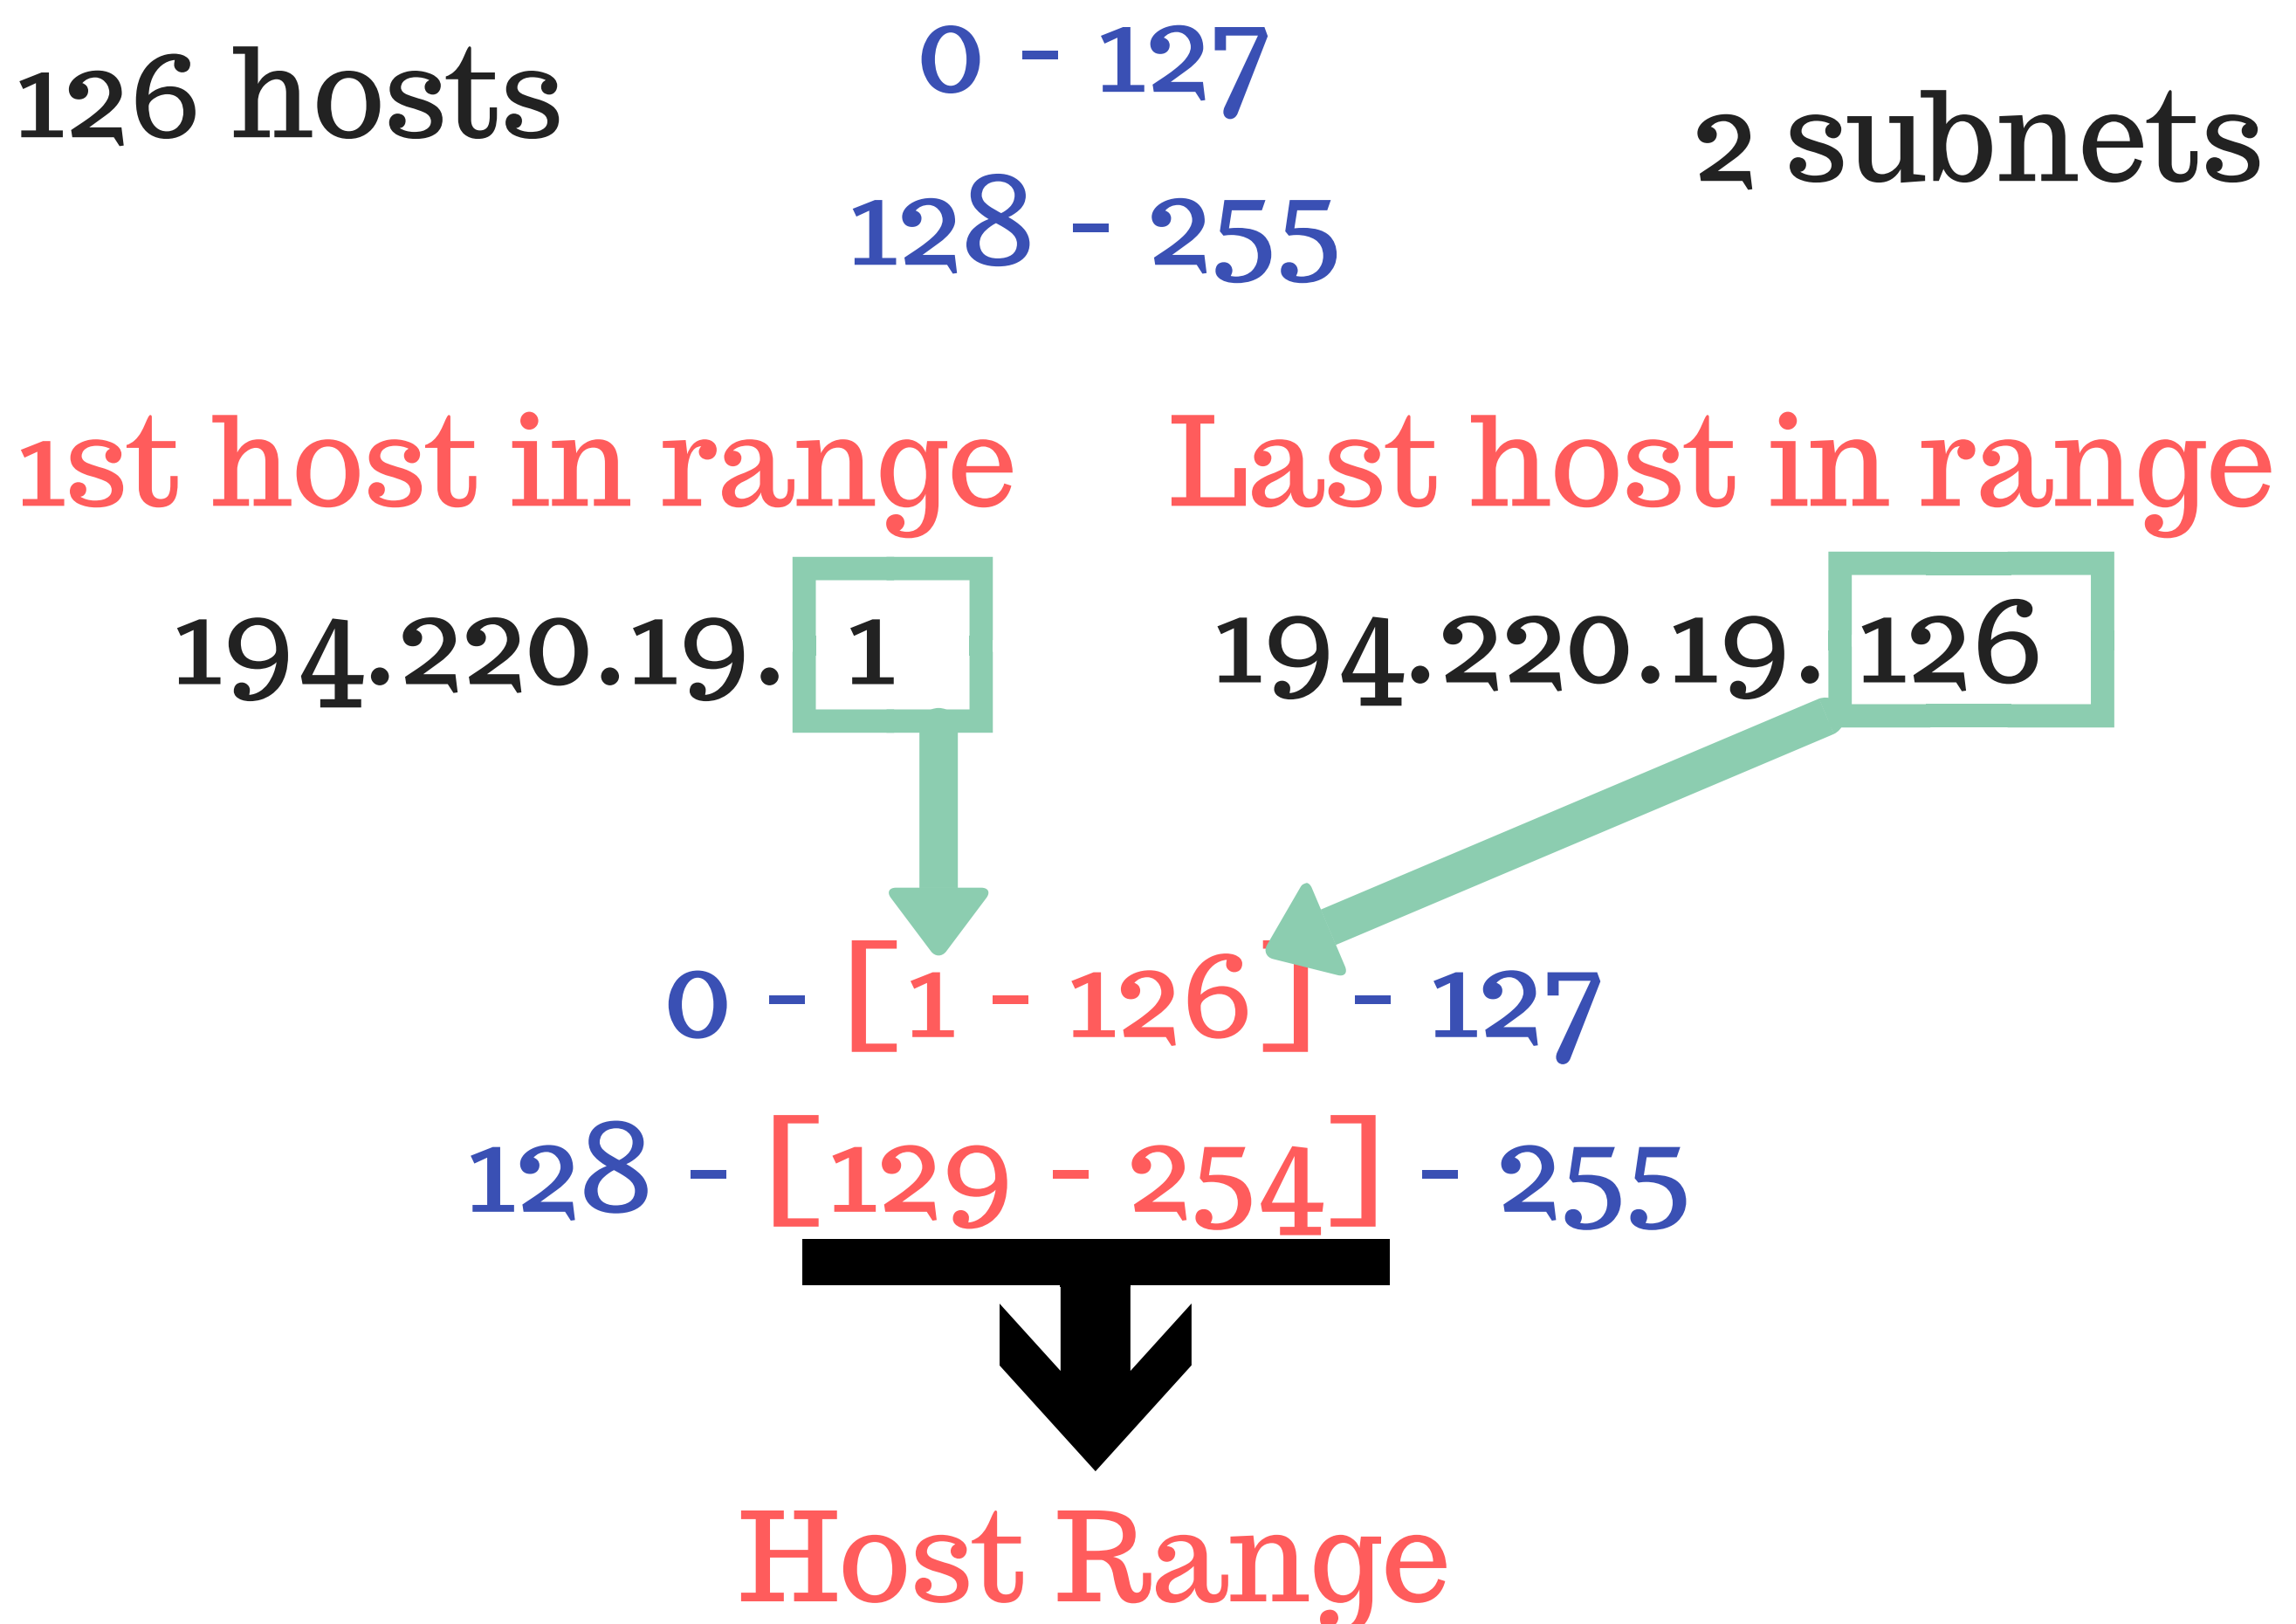 126 hosts
0 - 127
2 subnets
128 - 255
1st host in range
Last host in range
194.220.19. 1
194.220.19. 126
0 - [1 - 126] - 127
128 - [129 - 254] - 255
Host Range